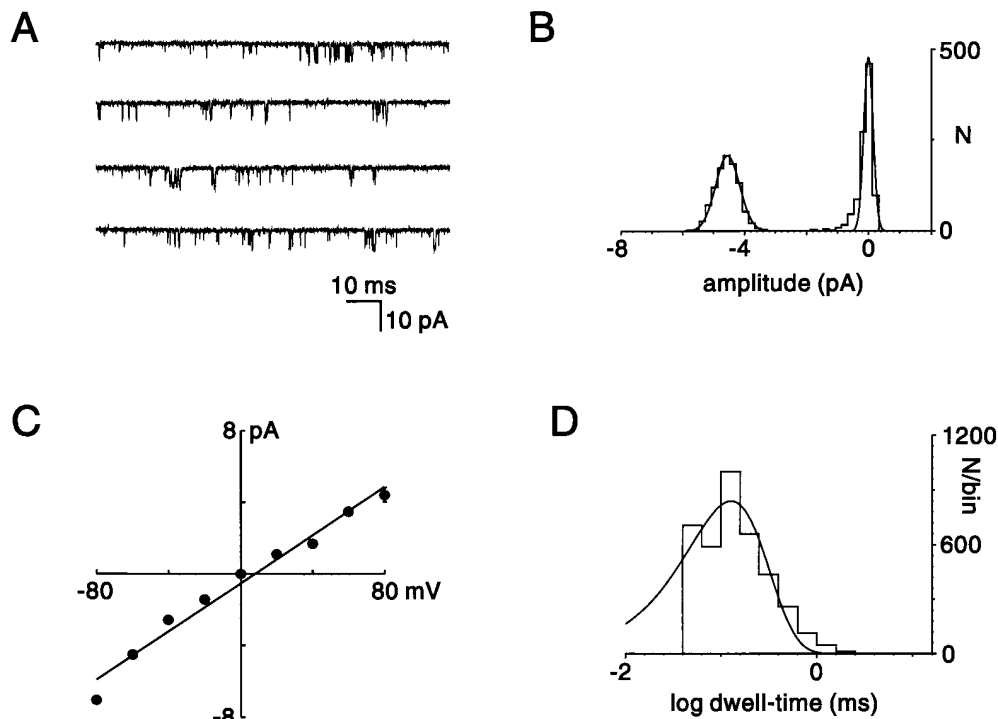 A
10 ms
10 pA
B
500
N
0
-8
-4
0
amplitude (pA)
C
8 pA
-80
80 mV
-8
D
1200
N/bin
600
0
-2
0
log dwell-time (ms)